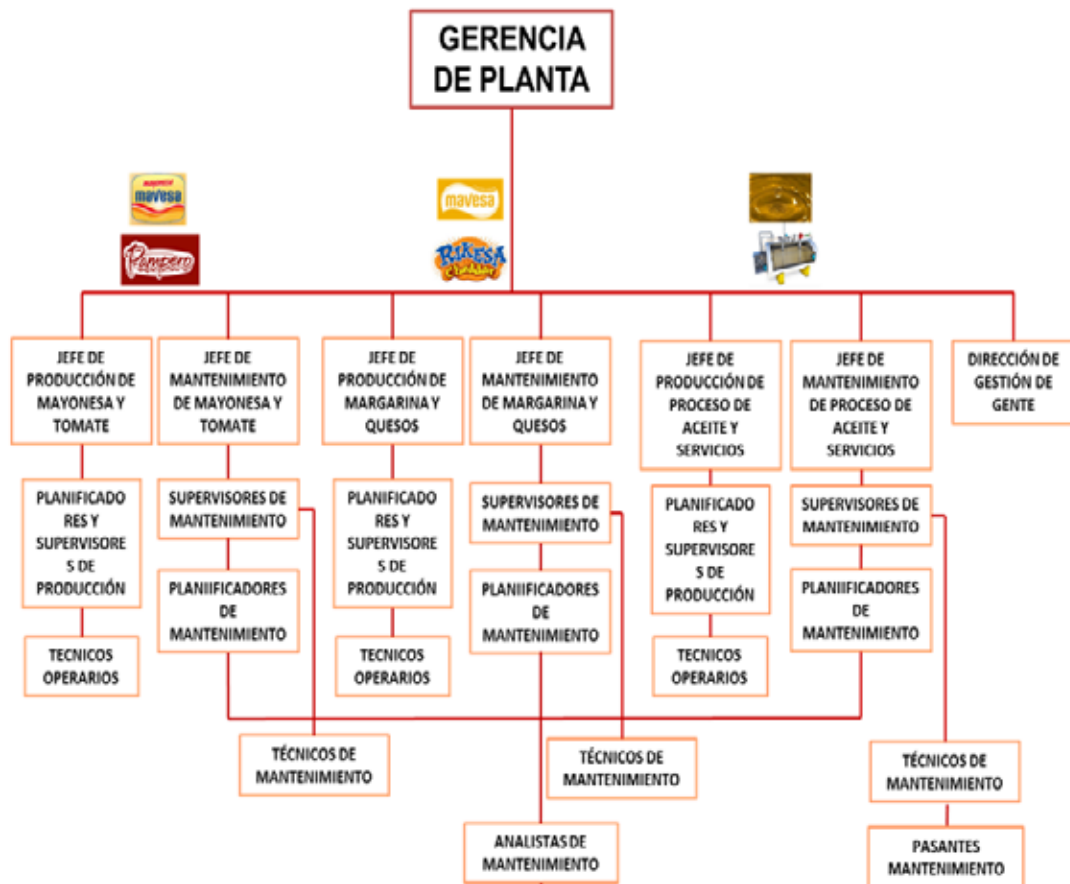 GERENCIA
DE PLANTA
mavesa
mavesa
Pampero
RIKESA
JEFE DE
PRODUCCIÓN DE
MAYONESA Y
TOMATE
JEFE DE
MANTENIMIENTO
DE MAYONESA Y
TOMATE
JEFE DE
PRODUCCIÓN DE
MARGARINA Y
QUESOS
JEFE DE
MANTENIMIENTO
DE MARGARINA Y
QUESOS
JEFE DE
PRODUCCIÓN DE
PROCESO DE
ACEITE Y
SERVICIOS
JEFE DE
MANTENIMIENTO
DE PROCESO DE
ACEITE Y
SERVICIOS
DIRECCIÓN DE
GESTIÓN DE
GENTE
PLANIFICADO
RES Y
SUPERVISORE
S DE
PRODUCCIÓN
SUPERVISORES DE
MANTENIMIENTO
PLANIFICADO
RES Y
SUPERVISORE
S DE
PRODUCCIÓN
SUPERVISORES DE
MANTENIMIENTO
PLANIFICADO
RES Y
SUPERVISORE
S DE
PRODUCCIÓN
SUPERVISORES DE
MANTENIMIENTO
PLANIIFICADORES
DE
MANTENIMIENTO
PLANIIFICADORES
DE
MANTENIMIENTO
PLANIIFICADORES
DE
MANTENIMIENTO
TECNICOS
OPERARIOS
TECNICOS
OPERARIOS
TECNICOS
OPERARIOS
TÉCNICOS DE
MANTENIMIENTO
TÉCNICOS DE
MANTENIMIENTO
TÉCNICOS DE
MANTENIMIENTO
ANALISTAS DE
MANTENIMIENTO
PASANTES
MANTENIMIENTO